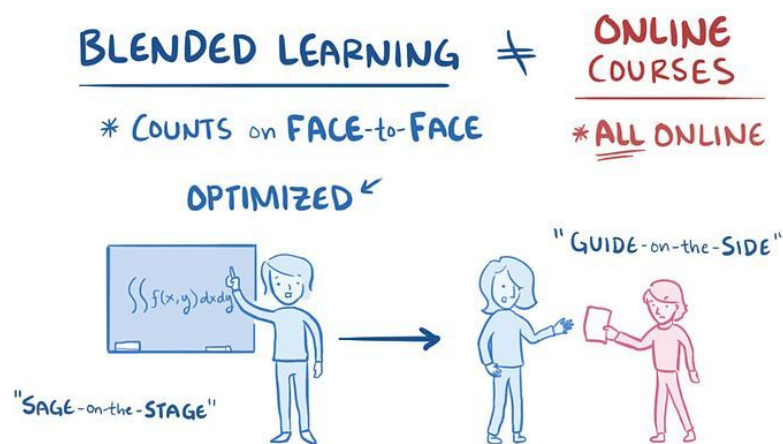 BLENDED LEARNING ≠ ONLINE COURSES
* COUNTS on FACE-to-FACE
* ALL ONLINE
OPTIMIZED ↙
"GUIDE-on-the-SIDE"
∬f(x,y)dxdy
"SAGE-on-the-STAGE"